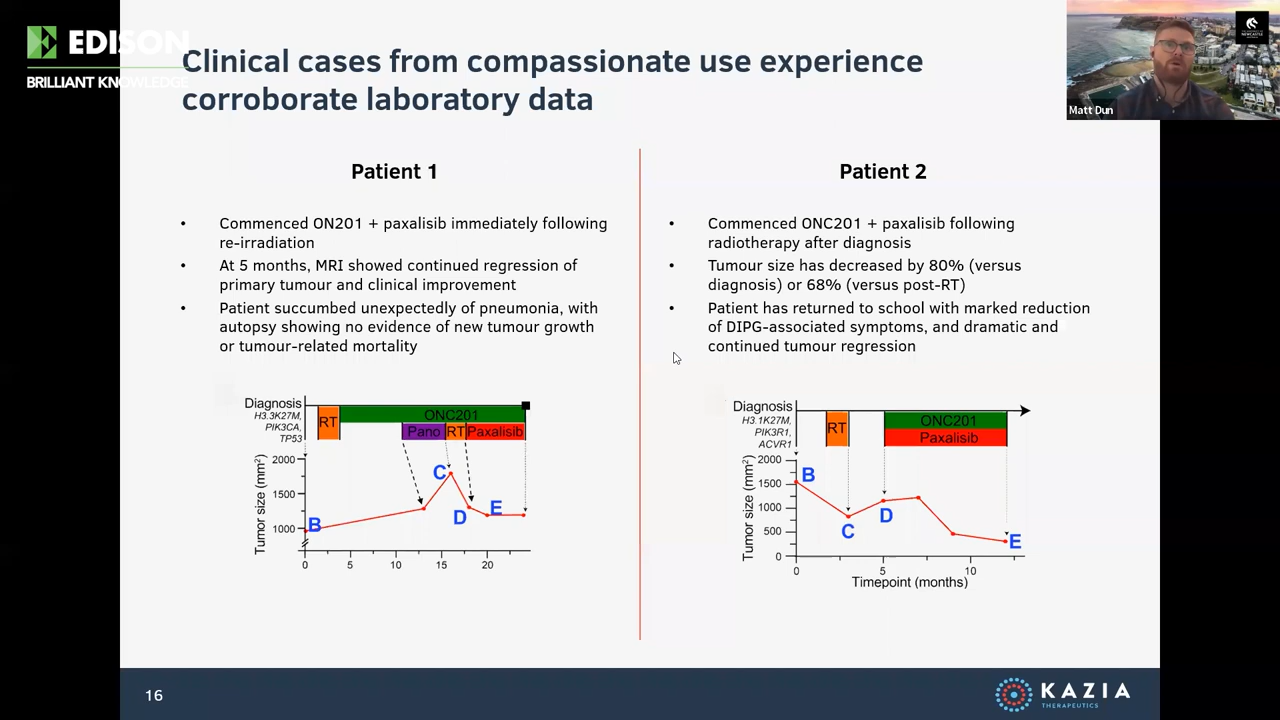 EDISON
BRILLIANT KNOWLEDGE
Clinical cases from compassionate use experience
corroborate laboratory data
Matt Dun
Patient 1
• Commenced ON201 + paxalisib immediately following
re-irradiation
• At 5 months, MRI showed continued regression of
primary tumour and clinical improvement
• Patient succumbed unexpectedly of pneumonia, with
autopsy showing no evidence of new tumour growth
or tumour-related mortality
Diagnosis
H3.3K27M,
PIK3CA,
TP53
RT
ONC201
Pano
RT
Paxalisib
Tumor size (mm²)
2000
1500
1000
B
C
D
E
0 5 10 15 20
Patient 2
• Commenced ONC201 + paxalisib following
radiotherapy after diagnosis
• Tumour size has decreased by 80% (versus
diagnosis) or 68% (versus post-RT)
• Patient has returned to school with marked reduction
of DIPG-associated symptoms, and dramatic and
continued tumour regression
Diagnosis
H3.1K27M,
PIK3R1,
ACVR1
RT
ONC201
Paxalisib
Tumor size (mm²)
2000
1500
1000
500
0
B
C
D
E
0 5 10
Timepoint (months)
16
KAZIA
THERAPEUTICS